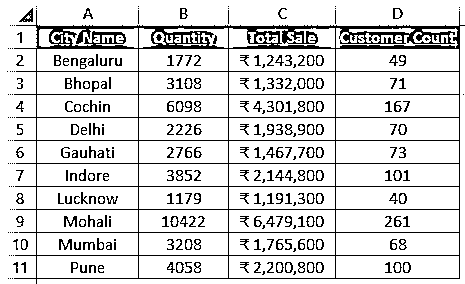 A B C D
1 City Name Quantity Total Sale Customer Count
2 Bengaluru 1772 ₹ 1,243,200 49
3 Bhopal 3108 ₹ 1,332,000 71
4 Cochin 6098 ₹ 4,301,800 167
5 Delhi 2226 ₹ 1,938,900 70
6 Gauhati 2766 ₹ 1,467,700 73
7 Indore 3852 ₹ 2,144,800 101
8 Lucknow 1179 ₹ 1,191,300 40
9 Mohali 10422 ₹ 6,479,100 261
10 Mumbai 3208 ₹ 1,765,600 68
11 Pune 4058 ₹ 2,200,800 100